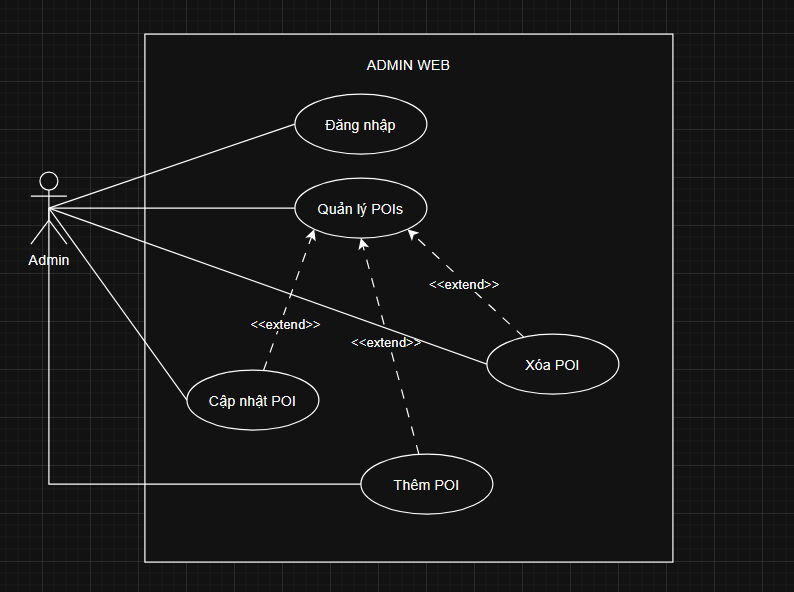 ADMIN WEB
Đăng nhập
Quản lý POIs
Admin
<<extend>>
<<extend>>
<<extend>>
Xóa POI
Cập nhật POI
Thêm POI